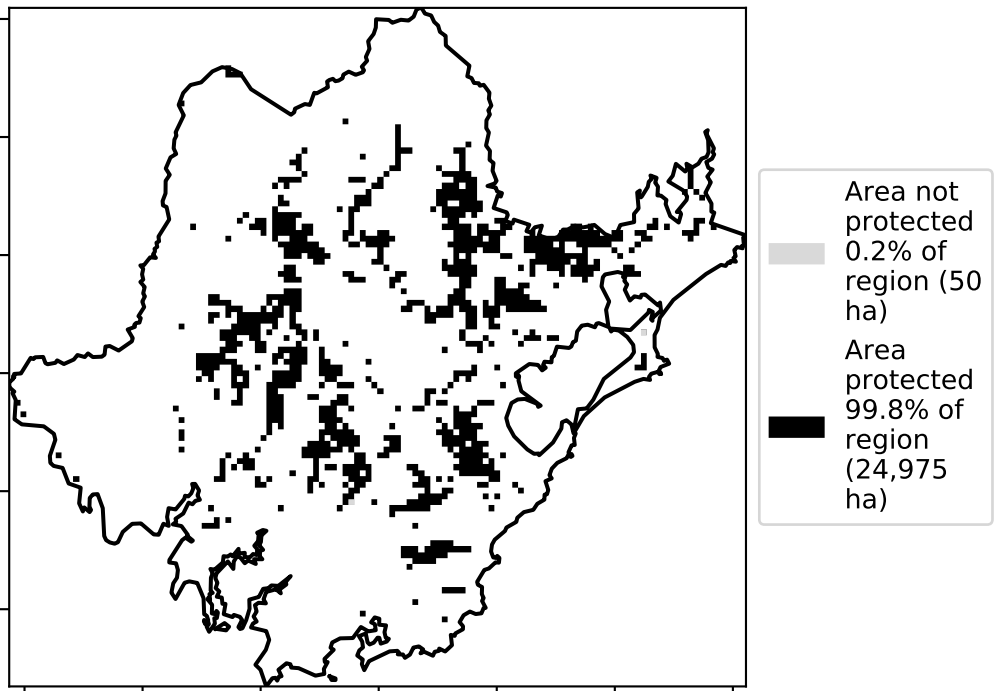 Area not
protected
0.2% of
region (50
ha)
Area
protected
99.8% of
region
(24,975
ha)